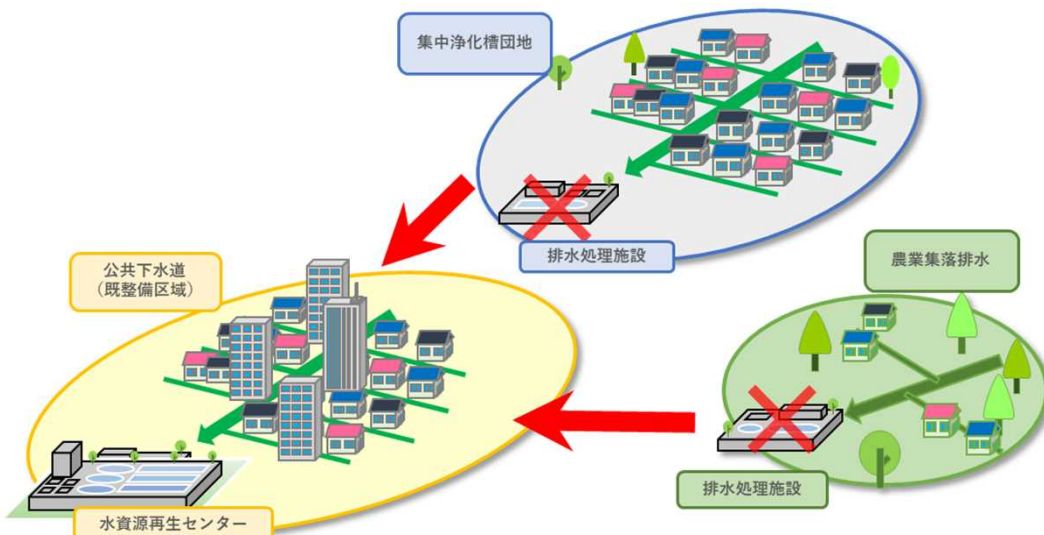 集中浄化槽団地
排水処理施設
農業集落排水
公共下水道
（既整備区域）
排水処理施設
水資源再生センター